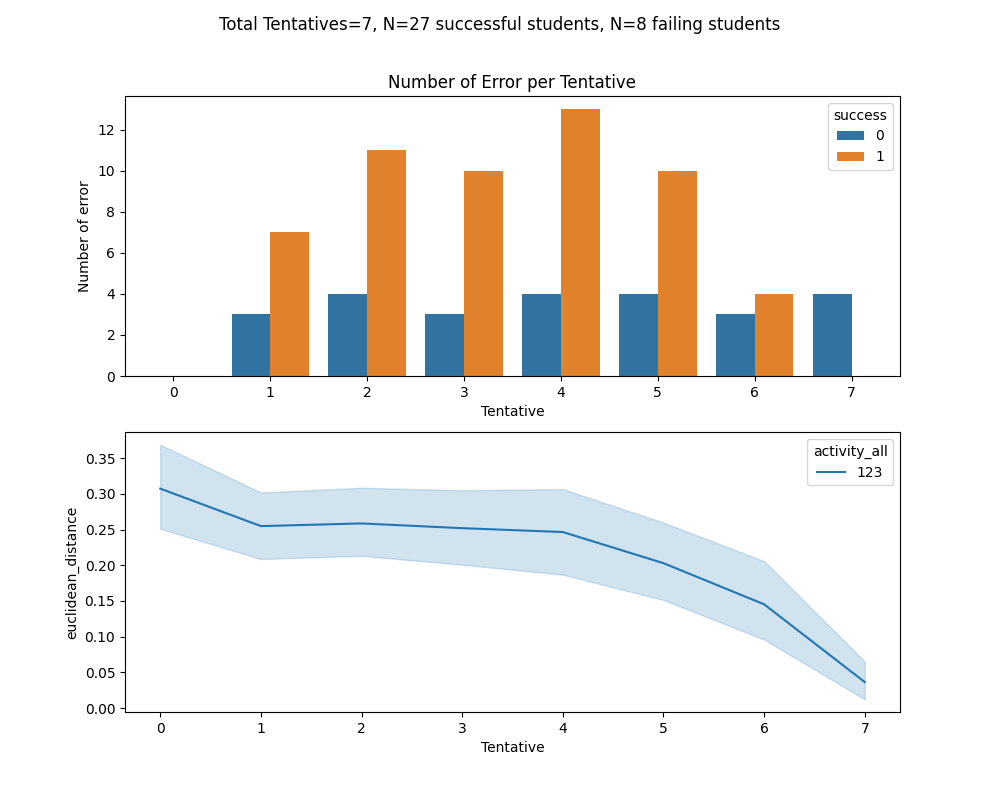 Total Tentatives=7, N=27 successful students, N=8 failing students
Number of Error per Tentative
success
0
1
12
10
8
6
4
2
0
Number of error
0 1 2 3 4 5 6 7
Tentative
activity_all
123
0.35
0.30
0.25
0.20
0.15
0.10
0.05
0.00
euclidean_distance
0 1 2 3 4 5 6 7
Tentative